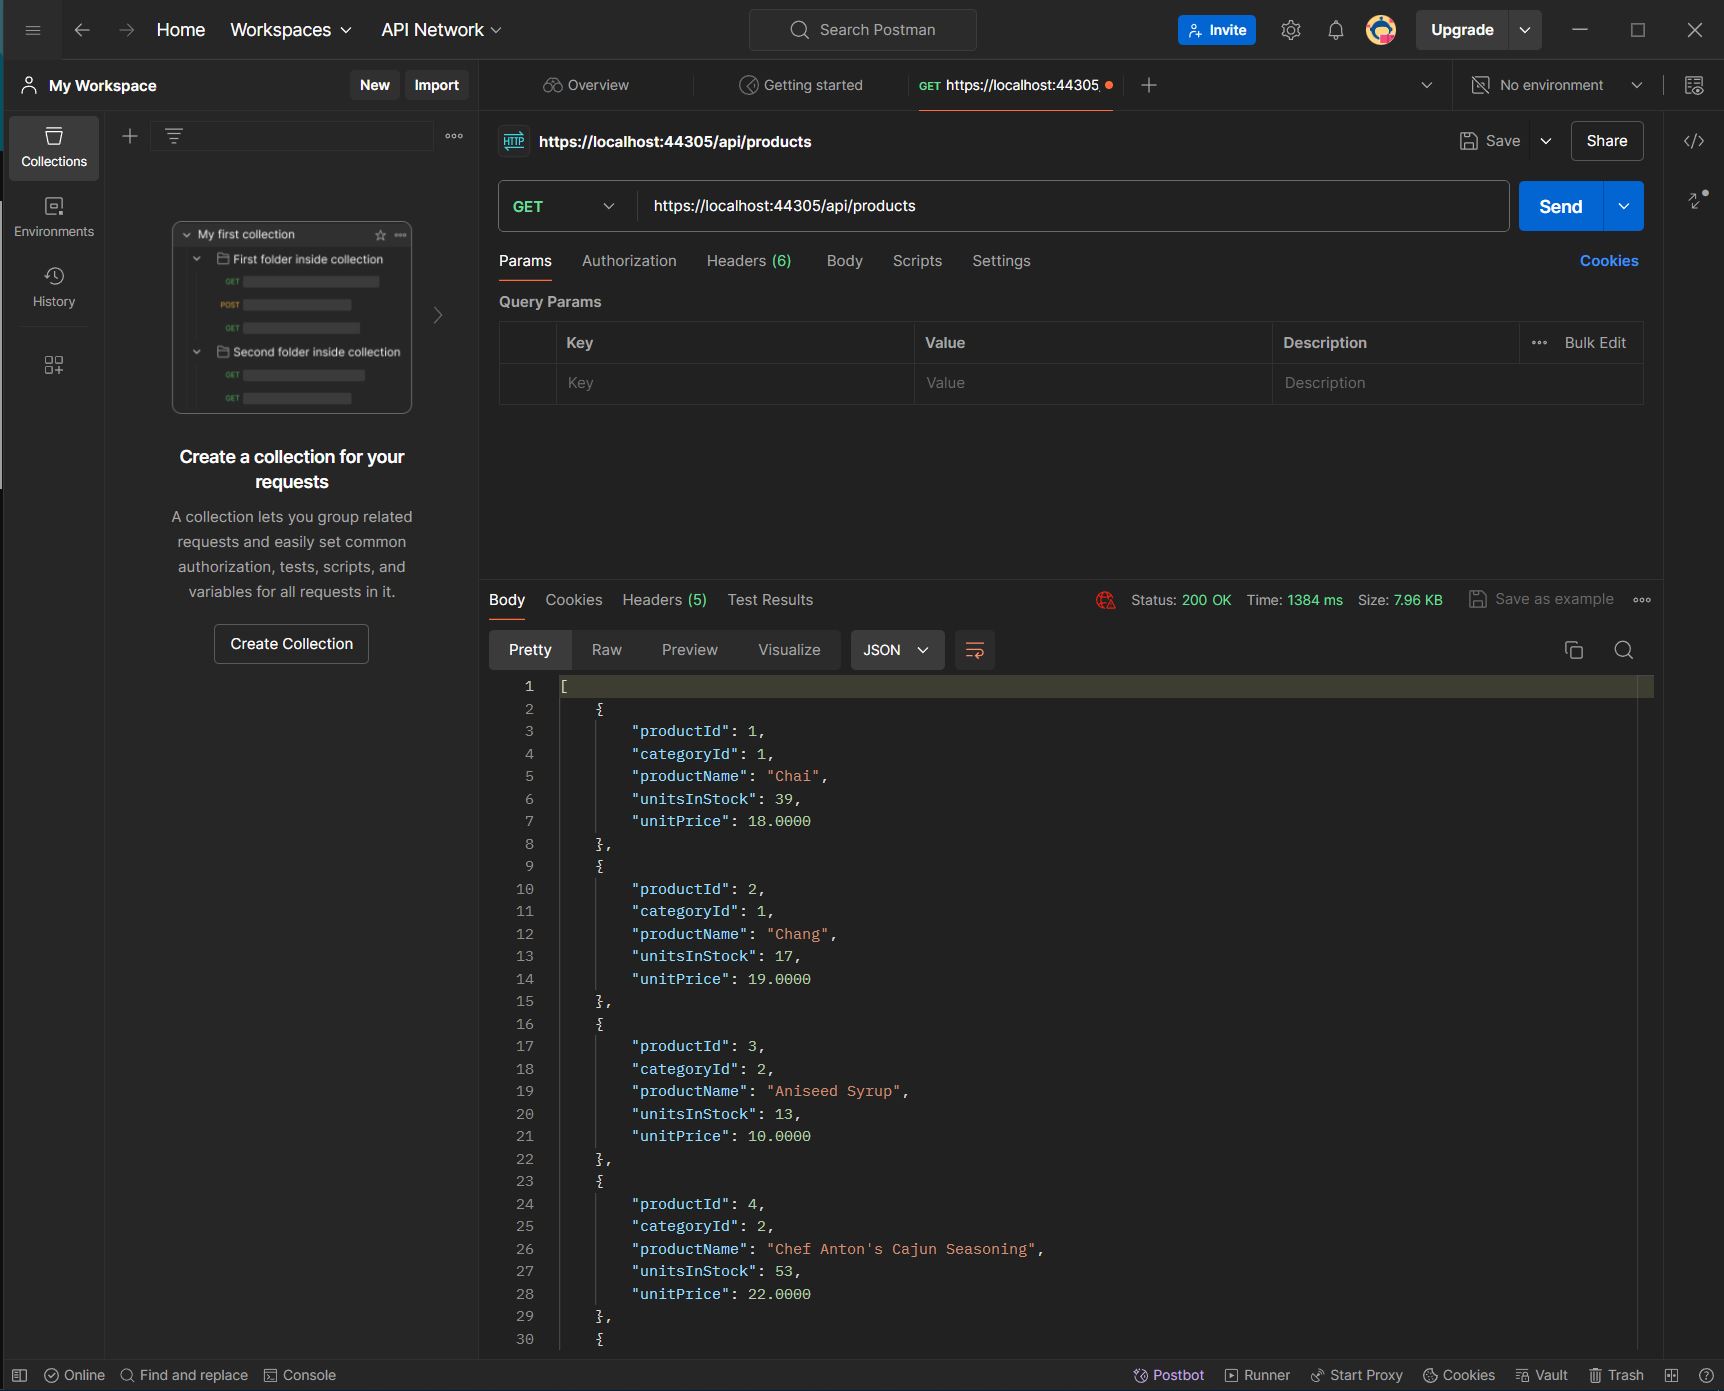 Home Workspaces API Network Search Postman Invite Upgrade
My Workspace New Import Overview Getting started GET https://localhost:44305 No environment
Collections
Environments
History
My first collection
First folder inside collection
GET
POST
GET
Second folder inside collection
GET
GET
Create a collection for your
requests
A collection lets you group related
requests and easily set common
authorization, tests, scripts, and
variables for all requests in it.
Create Collection
HTTP https://localhost:44305/api/products Save Share
GET https://localhost:44305/api/products Send
Params Authorization Headers (6) Body Scripts Settings Cookies
Query Params
Key Value Description Bulk Edit
Key Value Description
Body Cookies Headers (5) Test Results Status: 200 OK Time: 1384 ms Size: 7.96 KB Save as example
Pretty Raw Preview Visualize JSON
1 [
2 {
3 "productId": 1,
4 "categoryId": 1,
5 "productName": "Chai",
6 "unitsInStock": 39,
7 "unitPrice": 18.0000
8 },
9 {
10 "productId": 2,
11 "categoryId": 1,
12 "productName": "Chang",
13 "unitsInStock": 17,
14 "unitPrice": 19.0000
15 },
16 {
17 "productId": 3,
18 "categoryId": 2,
19 "productName": "Aniseed Syrup",
20 "unitsInStock": 13,
21 "unitPrice": 10.0000
22 },
23 {
24 "productId": 4,
25 "categoryId": 2,
26 "productName": "Chef Anton's Cajun Seasoning",
27 "unitsInStock": 53,
28 "unitPrice": 22.0000
29 },
30 {
Online Find and replace Console Postbot Runner Start Proxy Cookies Vault Trash